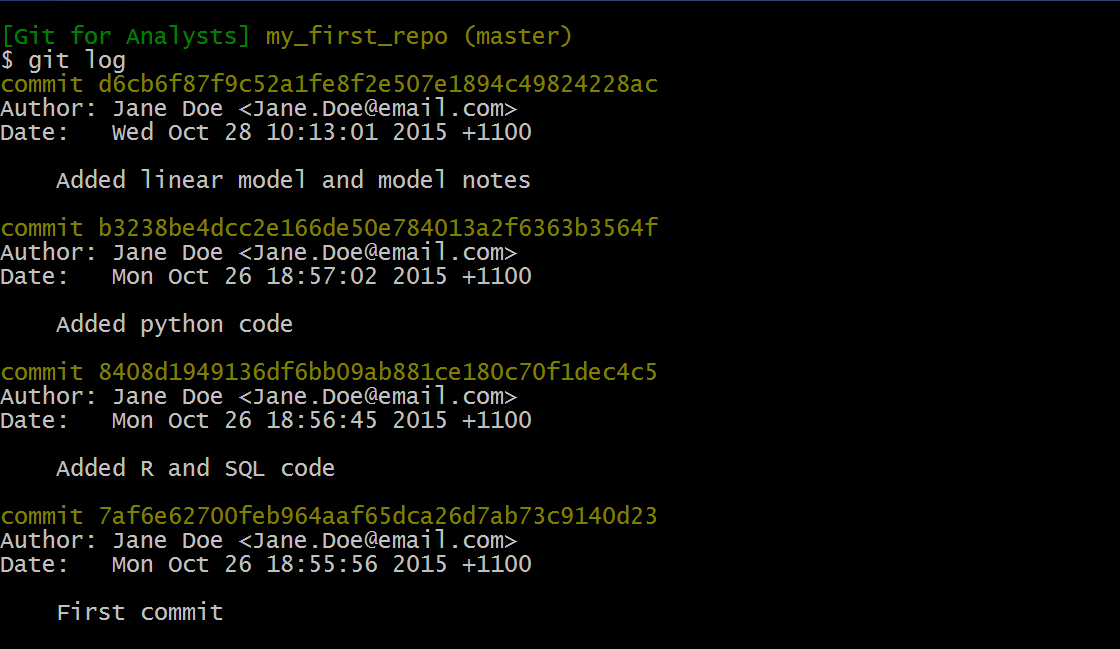 [Git for Analysts] my_first_repo (master)
$ git log
commit d6cb6f87f9c52a1fe8f2e507e1894c49824228ac
Author: Jane Doe <Jane.Doe@email.com>
Date:   Wed Oct 28 10:13:01 2015 +1100
    Added linear model and model notes
commit b3238be4dcc2e166de50e784013a2f6363b3564f
Author: Jane Doe <Jane.Doe@email.com>
Date:   Mon Oct 26 18:57:02 2015 +1100
    Added python code
commit 8408d1949136df6bb09ab881ce180c70f1dec4c5
Author: Jane Doe <Jane.Doe@email.com>
Date:   Mon Oct 26 18:56:45 2015 +1100
    Added R and SQL code
commit 7af6e62700feb964aaf65dca26d7ab73c9140d23
Author: Jane Doe <Jane.Doe@email.com>
Date:   Mon Oct 26 18:55:56 2015 +1100
    First commit